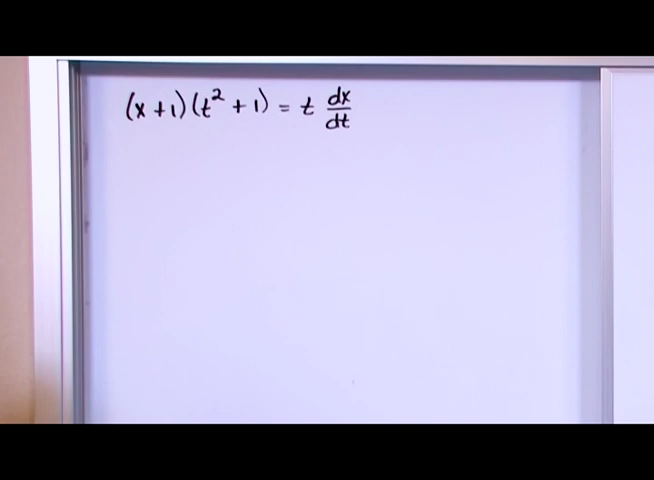 (x+1)(t² + 1) = t dx/dt